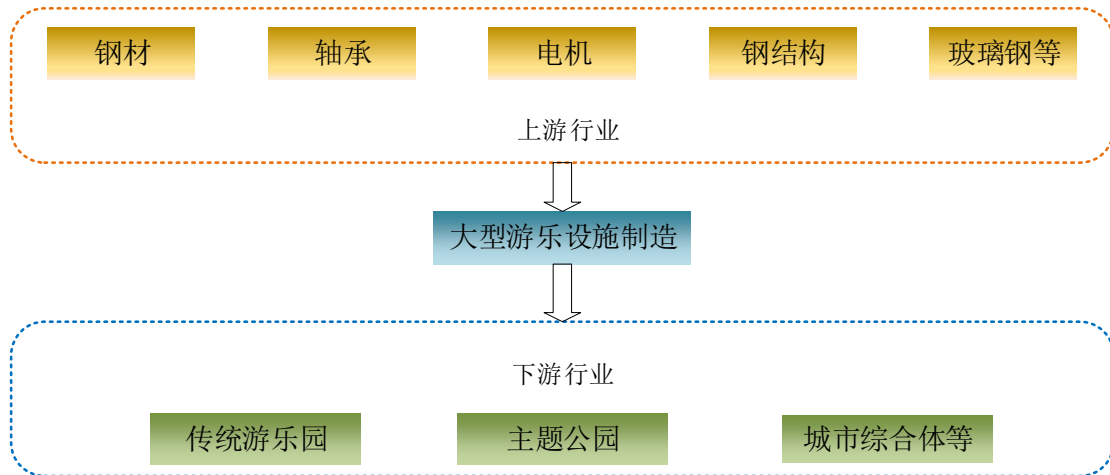 钢材
轴承
电机
钢结构
玻璃钢等
上游行业
大型游乐设施制造
下游行业
传统游乐园
主题公园
城市综合体等